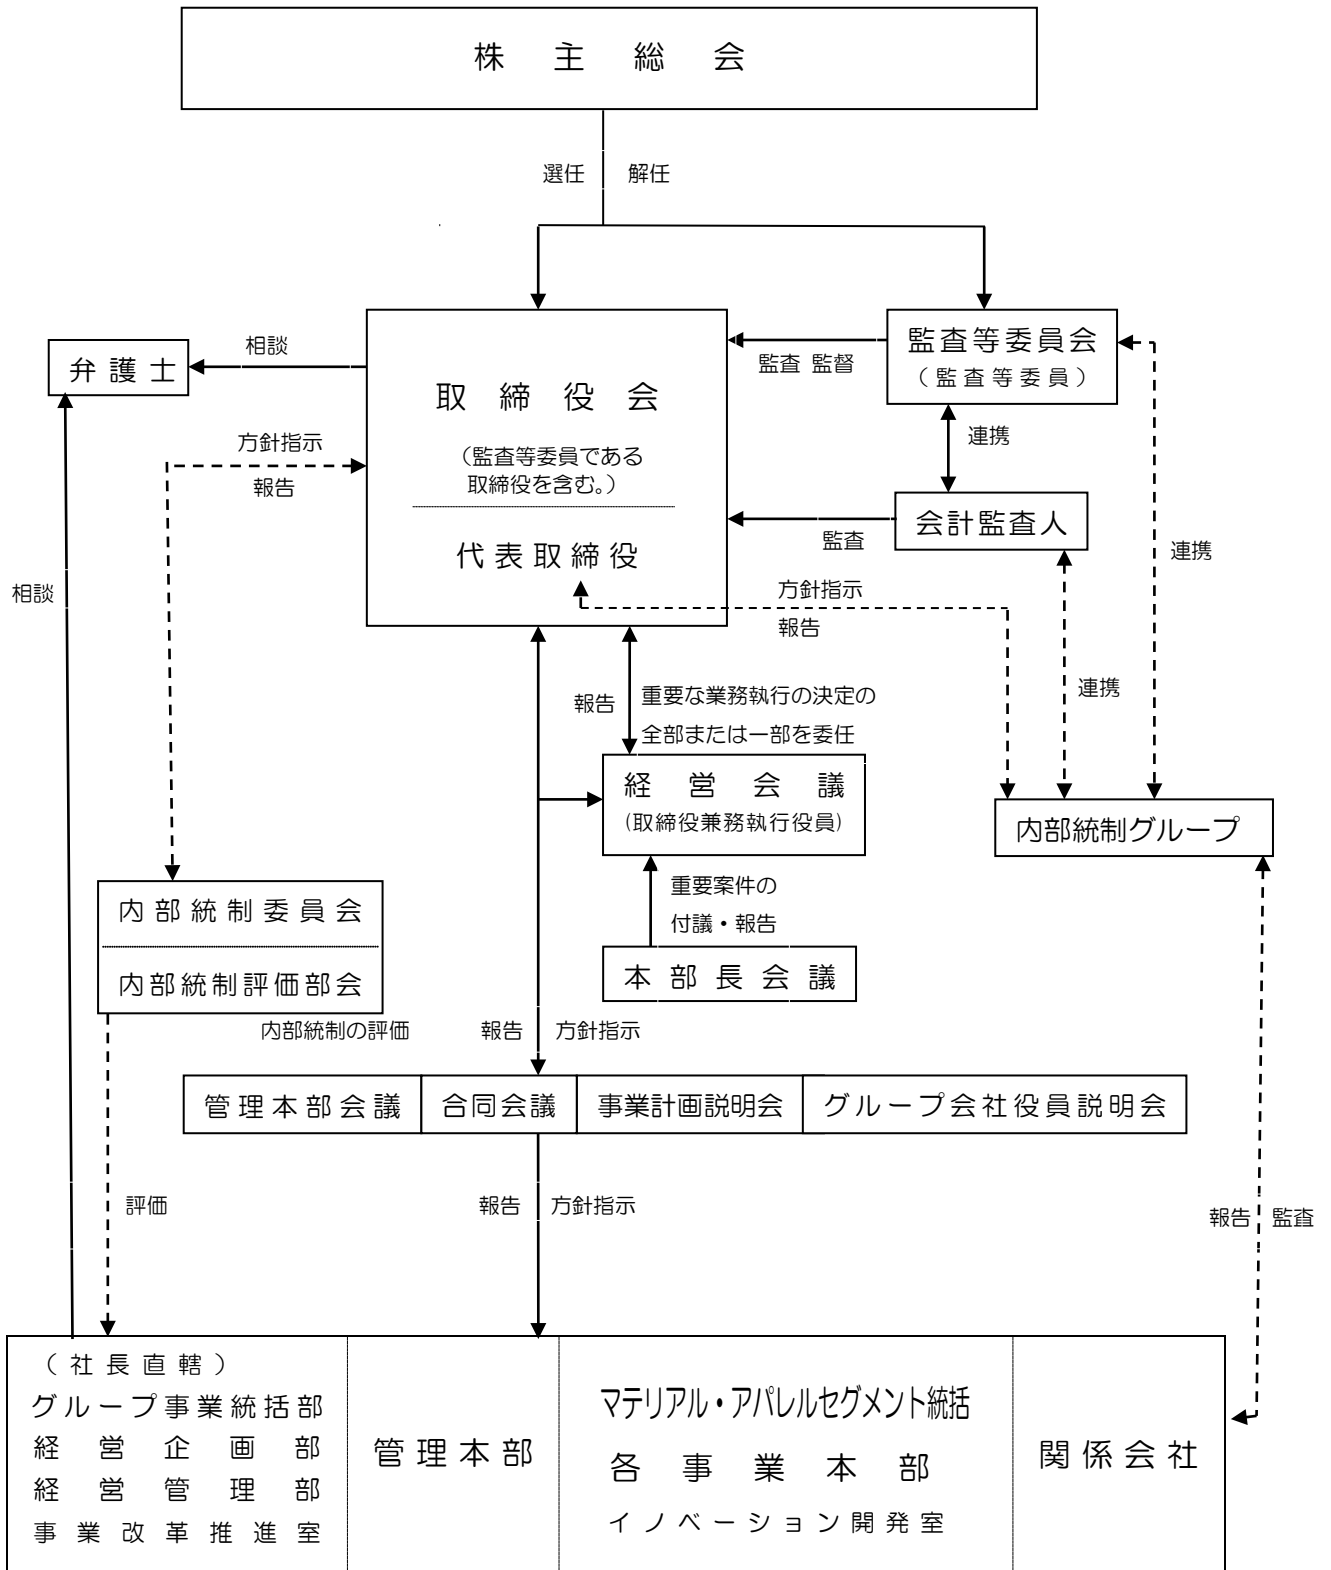 株主総会
選任 解任
弁護士
相談
取締役会
（監査等委員である
取締役を含む。）
代表取締役
監査 監督
監査等委員会
（監査等委員）
連携
方針指示
報告
監査
会計監査人
連携
相談
方針指示
報告
報告
重要な業務執行の決定の
全部または一部を委任
連携
経営会議
(取締役兼務執行役員)
内部統制グループ
重要案件の
付議・報告
内部統制委員会
内部統制評価部会
本部長会議
内部統制の評価
報告 方針指示
管理本部会議 合同会議 事業計画説明会 グループ会社役員説明会
評価
報告 方針指示
報告 監査
（社長直轄）
グループ事業統括部
経営企画部
経営管理部
事業改革推進室
管理本部
マテリアル・アパレルセグメント統括
各事業本部
イノベーション開発室
関係会社